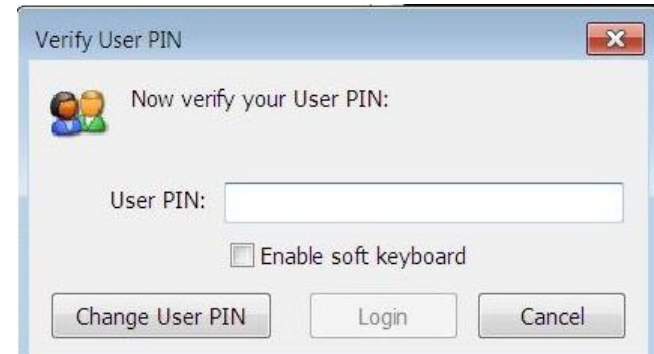 Verify User PIN
Now verify your User PIN:
User PIN:
Enable soft keyboard
Change User PIN Login Cancel